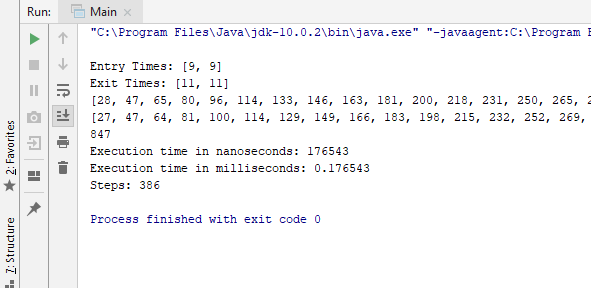 Run: Main
"C:\Program Files\Java\jdk-10.0.2\bin\java.exe" "-javaagent:C:\Program
Entry Times: [9, 9]
Exit Times: [11, 11]
[28, 47, 65, 80, 96, 114, 133, 146, 163, 181, 200, 218, 231, 250, 265,
[27, 47, 64, 81, 100, 114, 129, 149, 166, 183, 198, 215, 232, 252, 269,
847
Execution time in nanoseconds: 176543
Execution time in milliseconds: 0.176543
Steps: 386
Process finished with exit code 0
2: Favorites
7: Structure